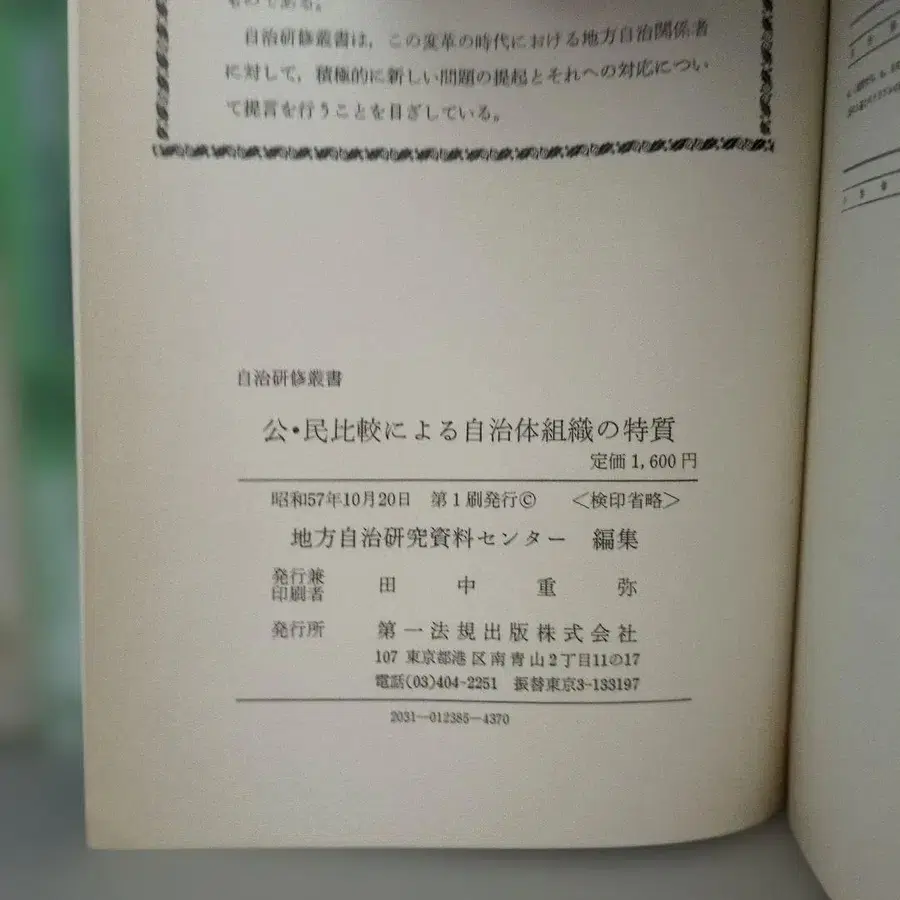 ものである。
自治研修叢書は，この変革の時代における地方自治関係者
に対して，積極的に新しい問題の提起とそれへの対応につい
て提言を行うことを目ざしている。
自治研修叢書
公・民比較による自治体組織の特質
定価 1,600 円
昭和57年10月20日 第1刷発行© ＜検印省略＞
地方自治研究資料センター 編集
発行兼
印刷者 田中重弥
発行所 第一法規出版株式会社
107 東京都港区南青山2丁目11の17
電話(03)404-2251 振替東京3-133197
2031—012385—4370